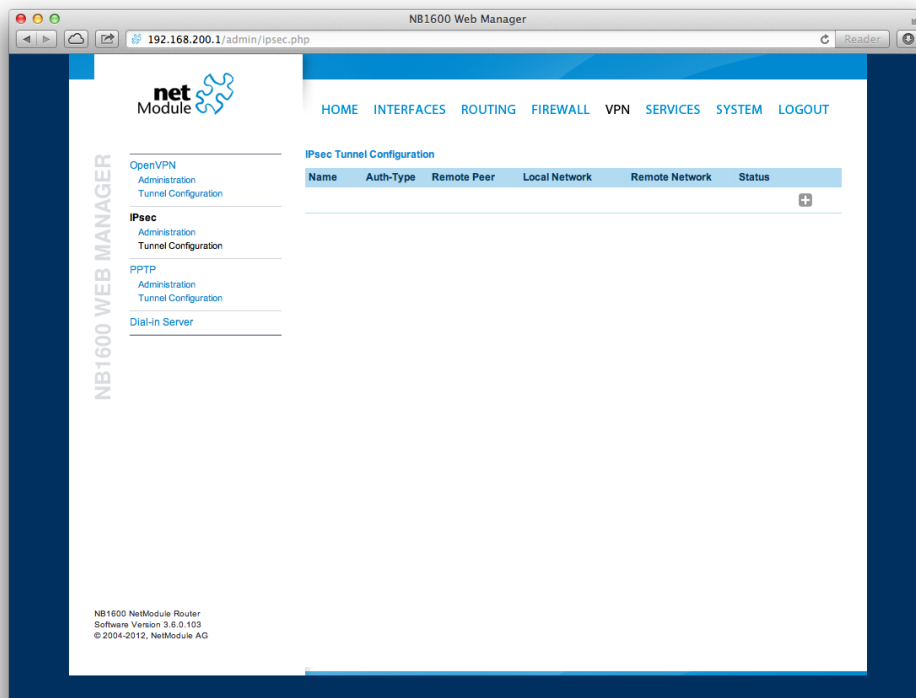 NB1600 Web Manager
192.168.200.1/admin/ipsec.php
Reader
net
Module
HOME INTERFACES ROUTING FIREWALL VPN SERVICES SYSTEM LOGOUT
NB1600 WEB MANAGER
OpenVPN
Administration
Tunnel Configuration
IPsec
Administration
Tunnel Configuration
PPTP
Administration
Tunnel Configuration
Dial-in Server
IPsec Tunnel Configuration
Name Auth-Type Remote Peer Local Network Remote Network Status
NB1600 NetModule Router
Software Version 3.6.0.103
© 2004-2012, NetModule AG